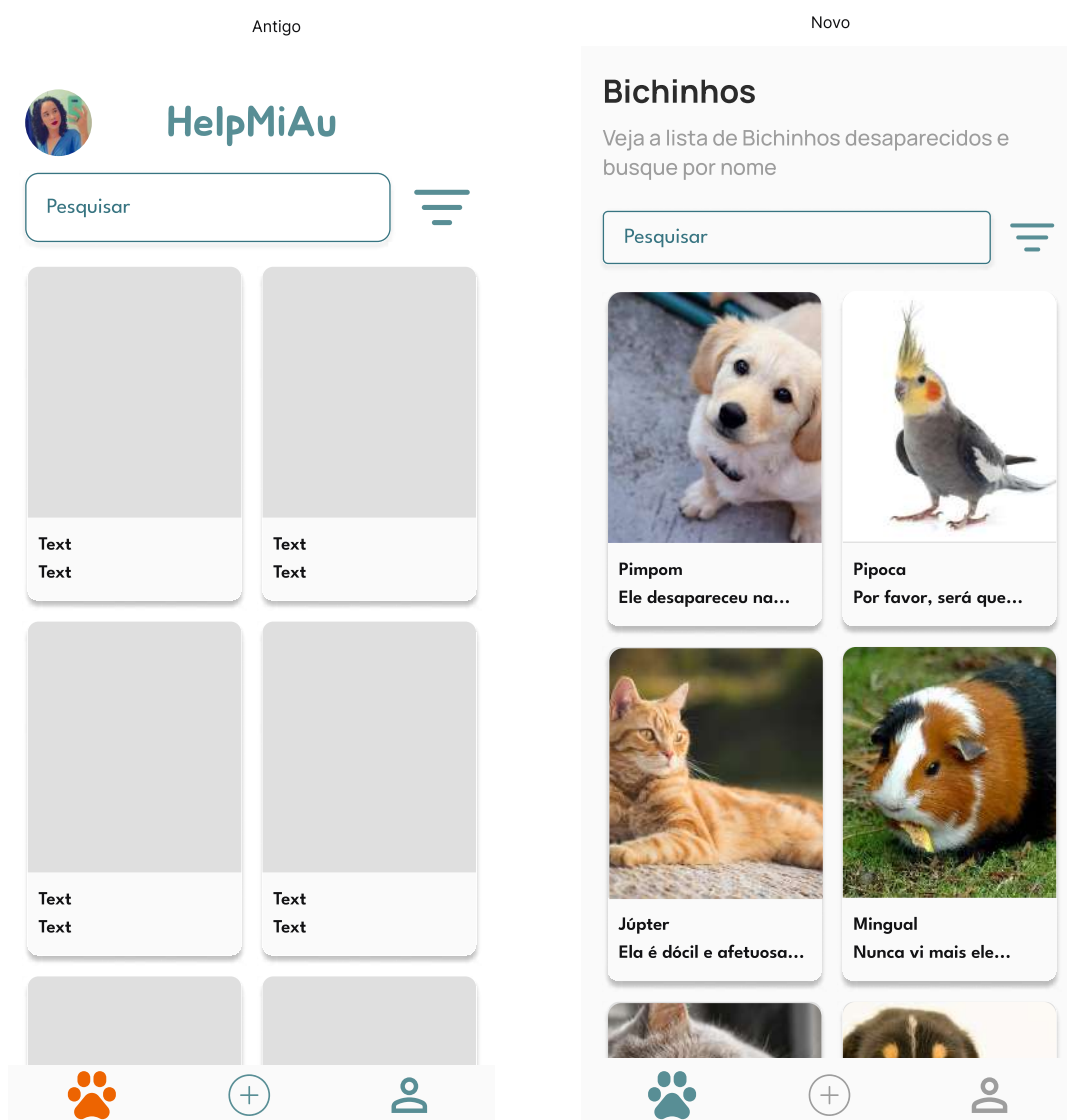 Antigo
HelpMiAu
Pesquisar
Text
Text
Text
Text
Text
Text
Text
Text
Novo
Bichinhos
Veja a lista de Bichinhos desaparecidos e
busque por nome
Pesquisar
Pimpom
Ele desapareceu na...
Pipoca
Por favor, será que...
Júpter
Ela é dócil e afetuosa...
Mingual
Nunca vi mais ele...